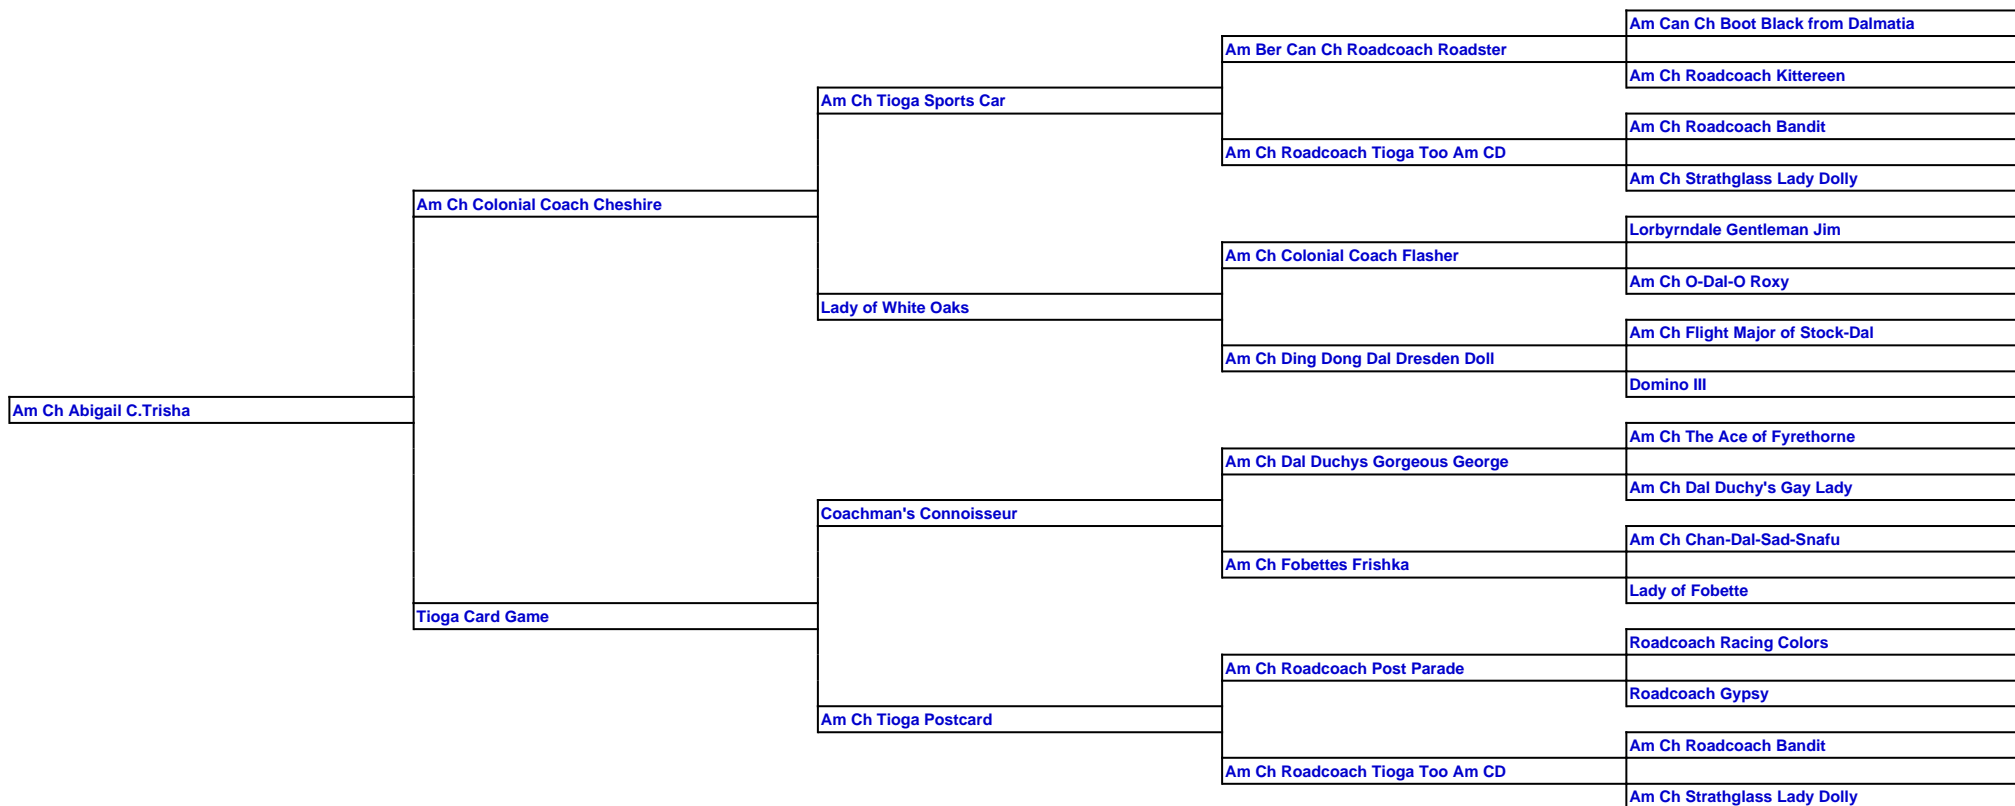 Am Can Ch Boot Black from Dalmatia
Am Ber Can Ch Roadcoach Roadster
Am Ch Roadcoach Kittereen
Am Ch Tioga Sports Car
Am Ch Roadcoach Bandit
Am Ch Roadcoach Tioga Too Am CD
Am Ch Strathglass Lady Dolly
Am Ch Colonial Coach Cheshire
Lorbyrndale Gentleman Jim
Am Ch Colonial Coach Flasher
Am Ch O-Dal-O Roxy
Lady of White Oaks
Am Ch Flight Major of Stock-Dal
Am Ch Ding Dong Dal Dresden Doll
Domino III
Am Ch Abigail C.Trisha
Am Ch The Ace of Fyrethorne
Am Ch Dal Duchys Gorgeous George
Am Ch Dal Duchy's Gay Lady
Coachman's Connoisseur
Am Ch Chan-Dal-Sad-Snafu
Am Ch Fobettes Frishka
Lady of Fobette
Tioga Card Game
Roadcoach Racing Colors
Am Ch Roadcoach Post Parade
Roadcoach Gypsy
Am Ch Tioga Postcard
Am Ch Roadcoach Bandit
Am Ch Roadcoach Tioga Too Am CD
Am Ch Strathglass Lady Dolly